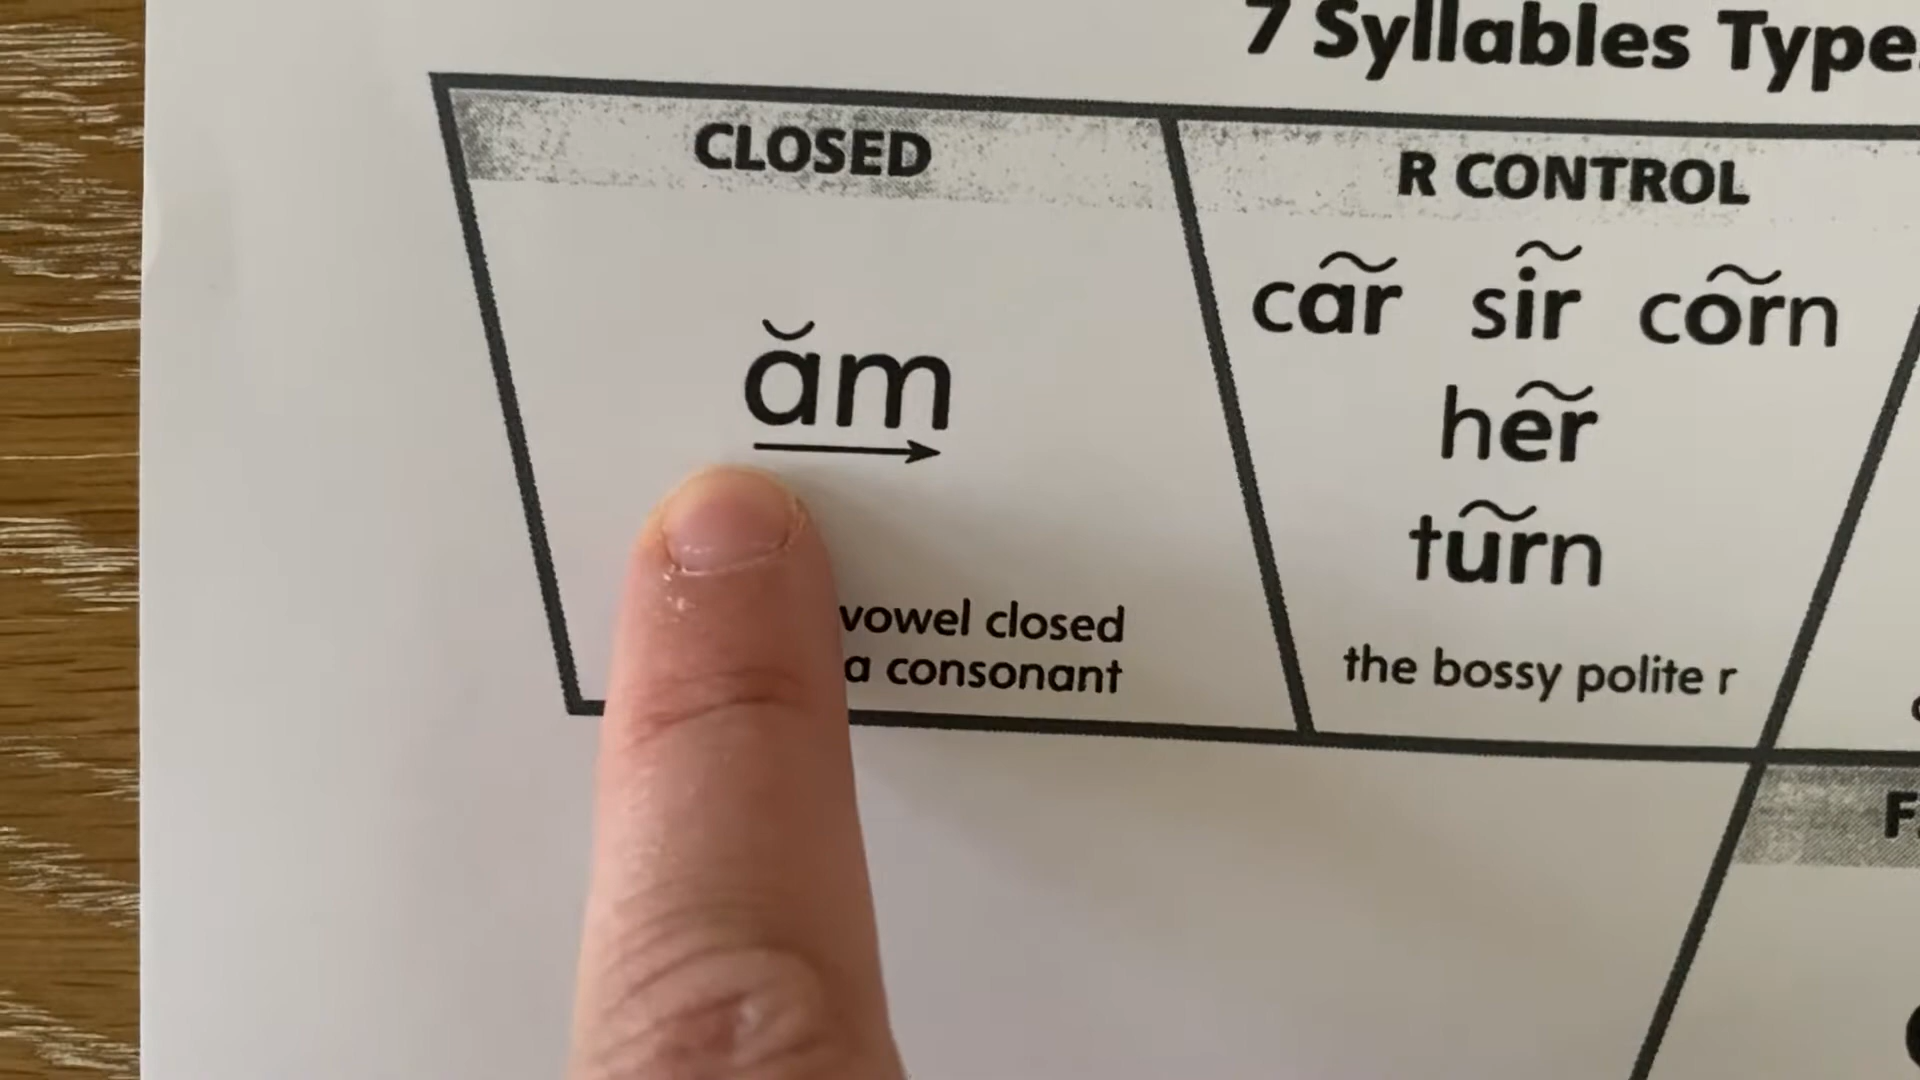 7 Syllables Type
CLOSED
ăm
vowel closed
a consonant
R CONTROL
car sir corn
her
turn
the bossy polite r
F